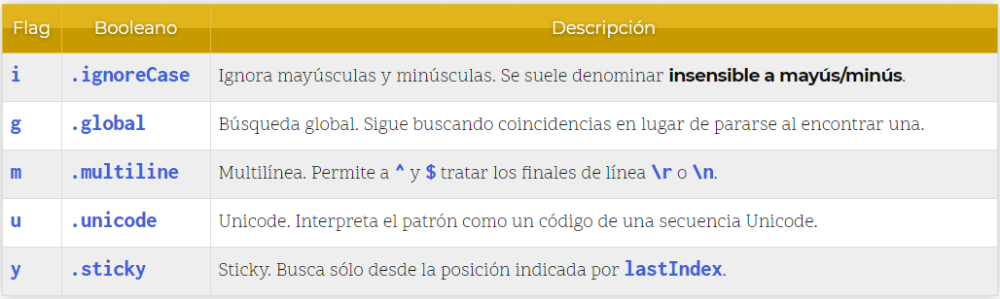 Flag Booleano Descripción
i .ignoreCase Ignora mayúsculas y minúsculas. Se suele denominar insensible a mayús/minús.
g .global Búsqueda global. Sigue buscando coincidencias en lugar de pararse al encontrar una.
m .multiline Multilínea. Permite a ^ y $ tratar los finales de línea \r o \n.
u .unicode Unicode. Interpreta el patrón como un código de una secuencia Unicode.
y .sticky Sticky. Busca sólo desde la posición indicada por lastIndex.